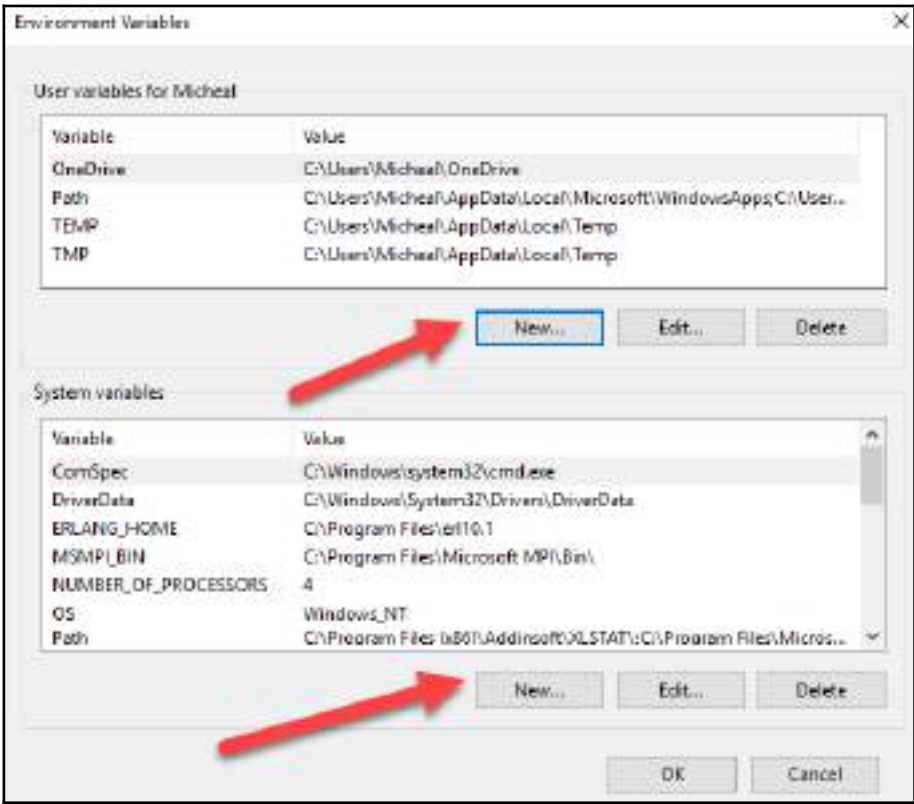 Environment Variables
User variables for Micheal
Variable Value
OneDrive C:\Users\Micheal\OneDrive
Path C:\Users\Micheal\AppData\Local\Microsoft\WindowsApps;C:\User...
TEMP C:\Users\Micheal\AppData\Local\Temp
TMP C:\Users\Micheal\AppData\Local\Temp
New... Edit... Delete
System variables
Variable Value
ComSpec C:\Windows\system32\cmd.exe
DriverData C:\Windows\System32\Drivers\DriverData
ERLANG_HOME C:\Program Files\erl10.1
MSMPI_BIN C:\Program Files\Microsoft MPI\Bin\
NUMBER_OF_PROCESSORS 4
OS Windows_NT
Path C:\Program Files (x86)\Addinsoft\XLSTAT\;C:\Program Files\Micros...
New... Edit... Delete
OK Cancel